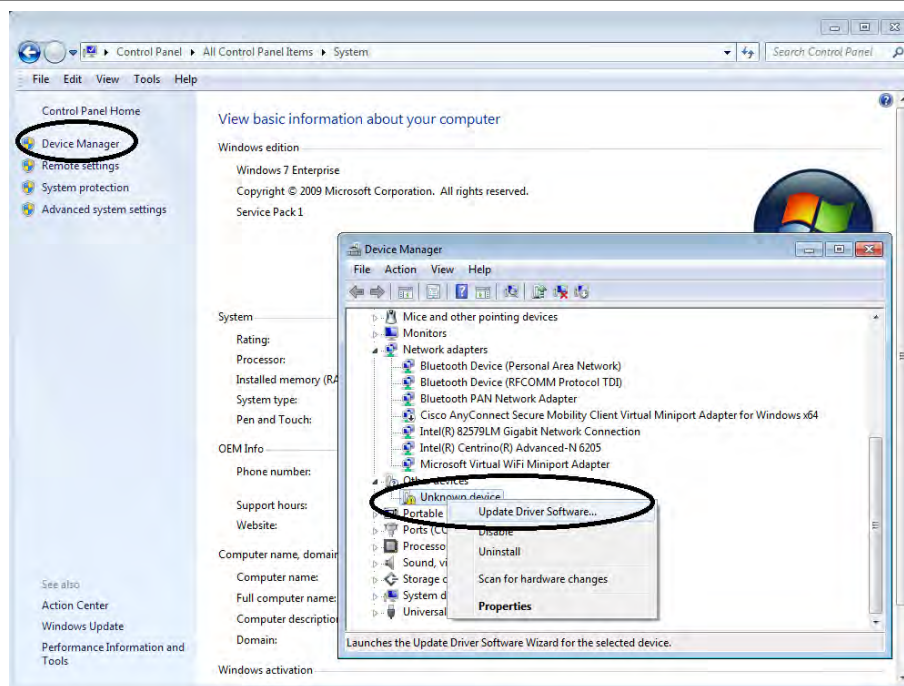 Control Panel All Control Panel Items System
Search Control Panel
File Edit View Tools Help
Control Panel Home
Device Manager
Remote settings
System protection
Advanced system settings
View basic information about your computer
Windows edition
Windows 7 Enterprise
Copyright © 2009 Microsoft Corporation. All rights reserved.
Service Pack 1
System
Rating:
Processor:
Installed memory (RA
System type:
Pen and Touch:
OEM Info
Phone number:
Support hours:
Website:
Computer name, domain
Computer name:
Full computer name:
Computer description
Domain:
Windows activation
See also
Action Center
Windows Update
Performance Information and
Tools
Device Manager
File Action View Help
Mice and other pointing devices
Monitors
Network adapters
Bluetooth Device (Personal Area Network)
Bluetooth Device (RFCOMM Protocol TDI)
Bluetooth PAN Network Adapter
Cisco AnyConnect Secure Mobility Client Virtual Miniport Adapter for Windows x64
Intel(R) 82579LM Gigabit Network Connection
Intel(R) Centrino(R) Advanced-N 6205
Microsoft Virtual WiFi Miniport Adapter
Other devices
Unknown device
Portable
Ports (CO
Processo
Sound, vi
Storage c
System d
Universal
Update Driver Software...
Disable
Uninstall
Scan for hardware changes
Properties
Launches the Update Driver Software Wizard for the selected device.